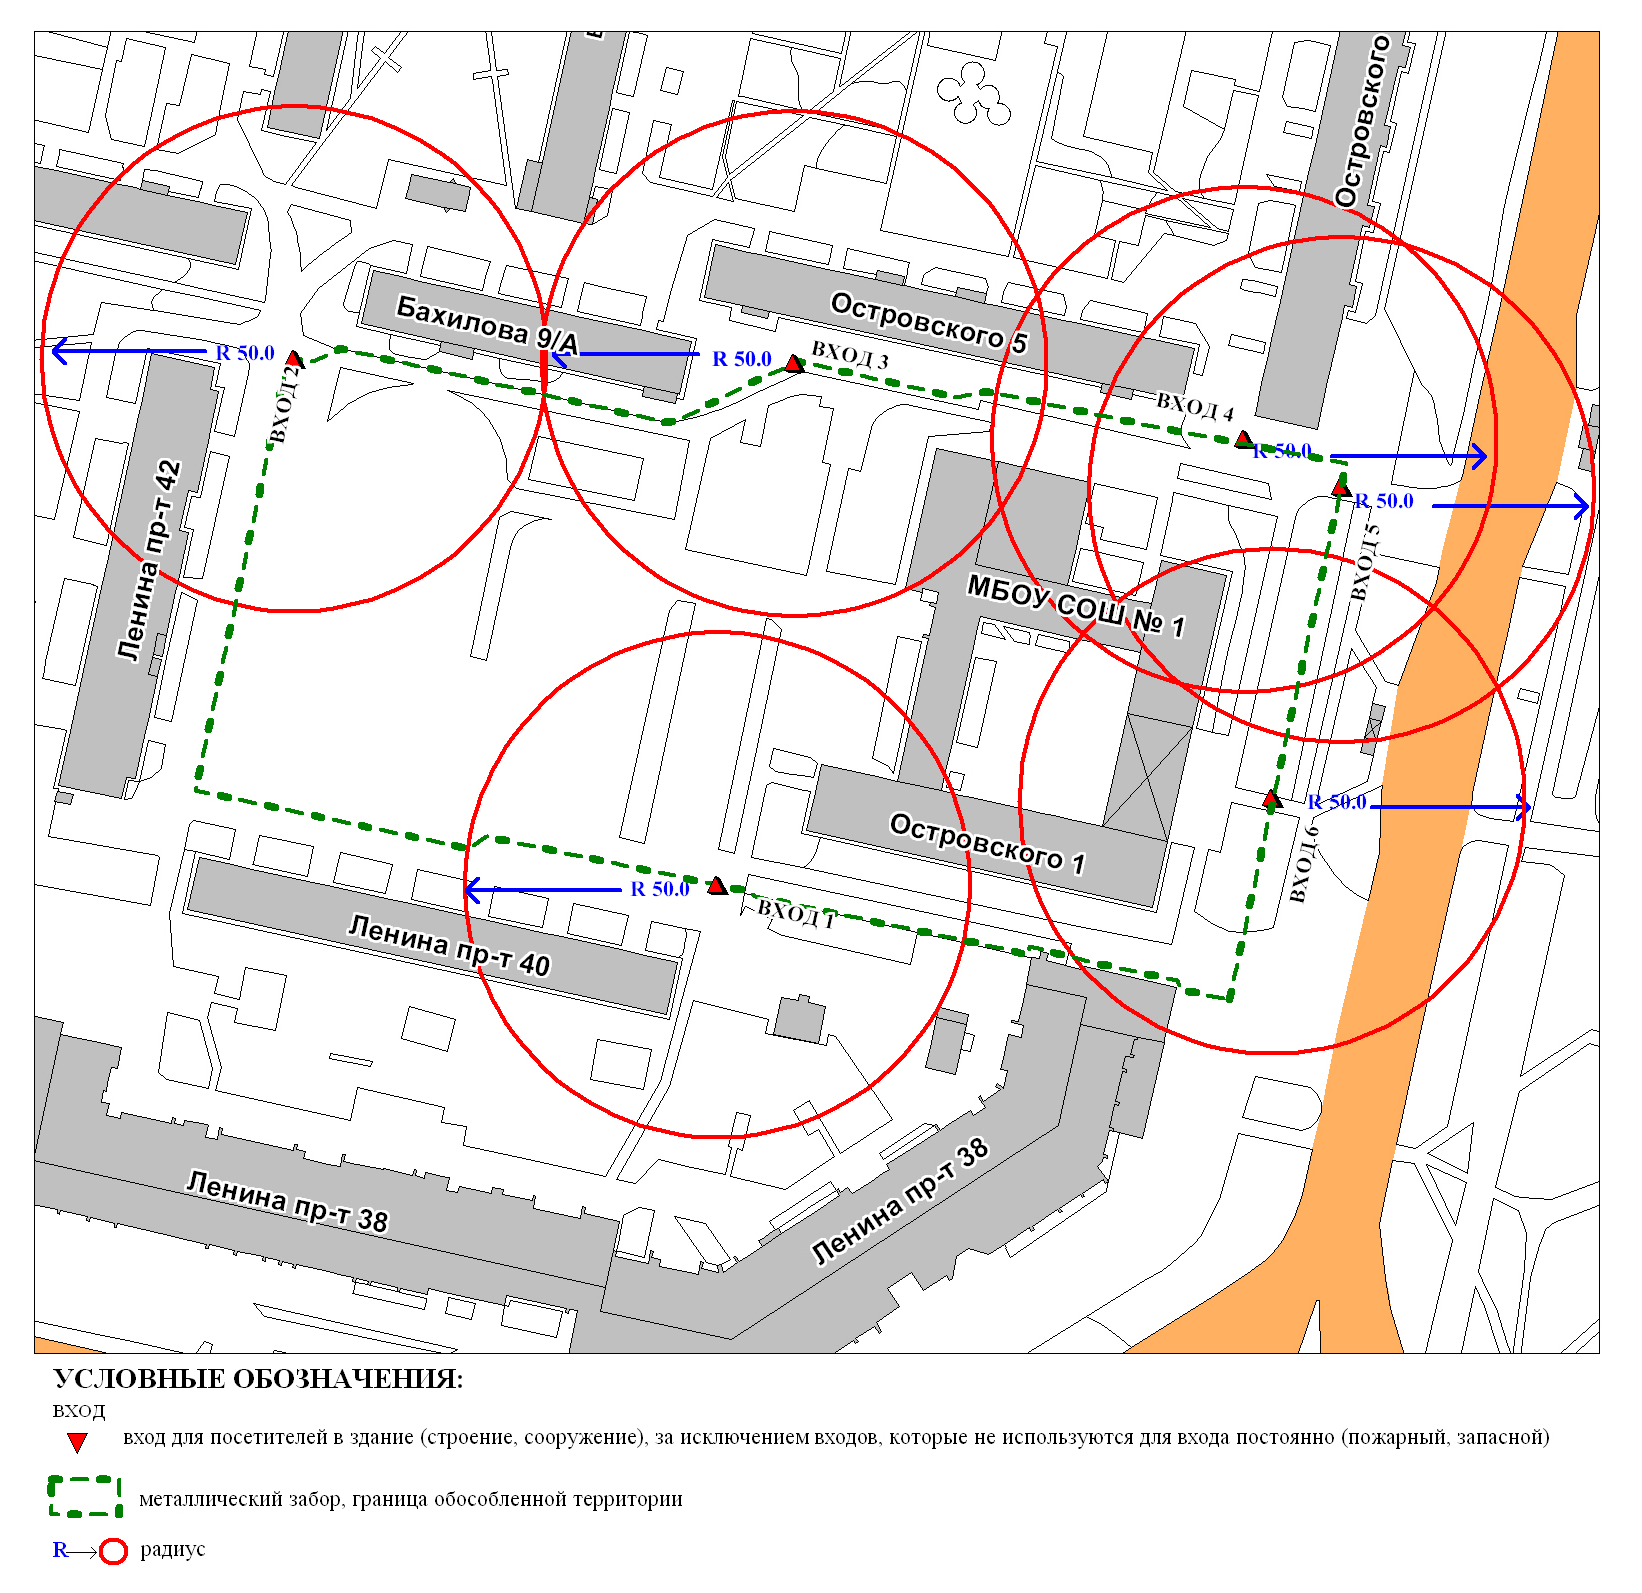 Островского
Бахилова 9/А
Островского 5
R 50.0
ВХОД 2
R 50.0
ВХОД 3
ВХОД 4
R 50.0
R 50.0
ВХОД 5
Ленина пр-т 42
МБОУ СОШ № 1
R 50.0
ВХОД 6
Островского 1
R 50.0
ВХОД 1
Ленина пр-т 40
Ленина пр-т 38
Ленина пр-т 38
УСЛОВНЫЕ ОБОЗНАЧЕНИЯ:
ВХОД
вход для посетителей в здание (строение, сооружение), за исключением входов, которые не используются для входа постоянно (пожарный, запасной)
металлический забор, граница обособленной территории
R радиус